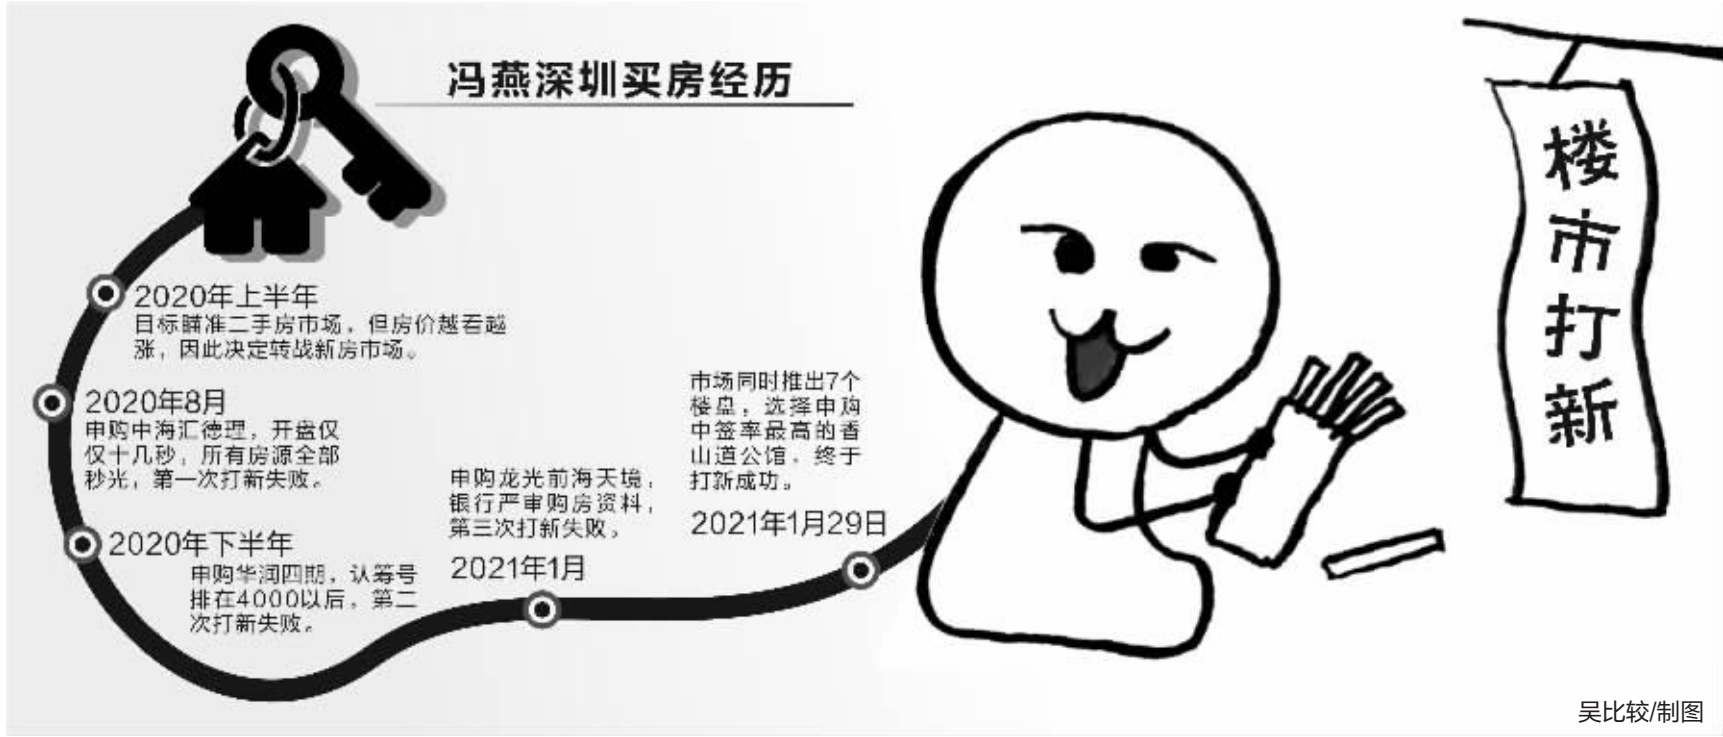 冯燕深圳买房经历
2020年上半年
目标瞄准二手房市场，但房价越看越
涨，因此决定转战新房市场。
2020年8月
申购中海汇德理，开盘仅
仅十几秒，所有房源全部
秒光，第一次打新失败。
2020年下半年
申购华润四期，认筹号
排在4000以后，第二
次打新失败。
申购龙光前海天境，
银行严审购房资料，
第三次打新失败。
2021年1月
市场同时推出7个
楼盘，选择申购
中签率最高的香
山道公馆，终于
打新成功。
2021年1月29日
楼
市
打
新
吴比较/制图